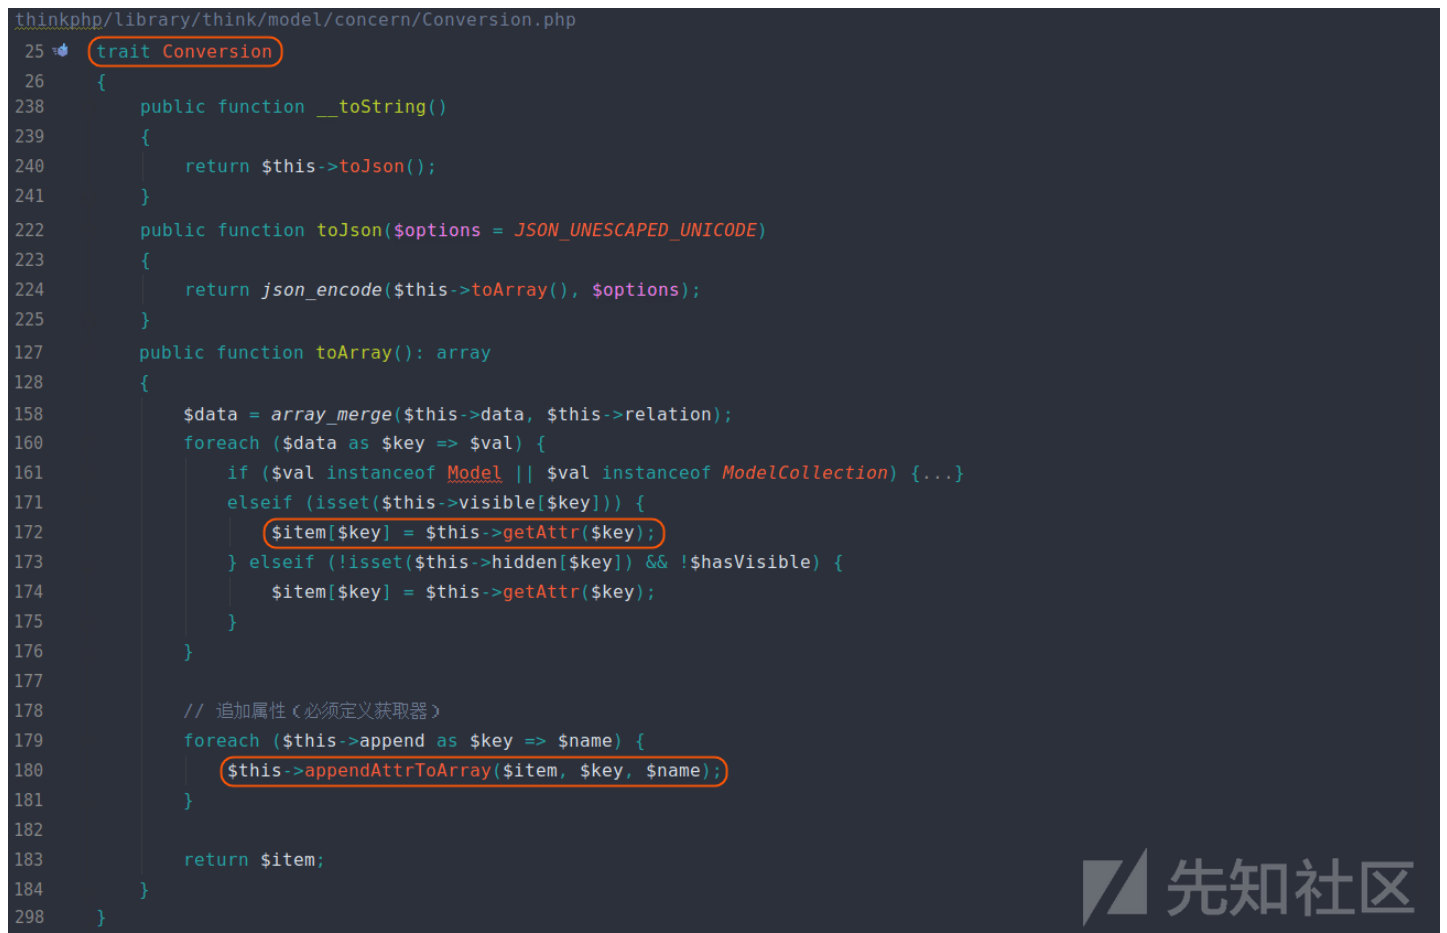 thinkphp/library/think/model/concern/Conversion.php
25 trait Conversion
26 {
238 public function __toString()
239 {
240 return $this->toJson();
241 }
222 public function toJson($options = JSON_UNESCAPED_UNICODE)
223 {
224 return json_encode($this->toArray(), $options);
225 }
127 public function toArray(): array
128 {
158 $data = array_merge($this->data, $this->relation);
160 foreach ($data as $key => $val) {
161 if ($val instanceof Model || $val instanceof ModelCollection) {...}
171 elseif (isset($this->visible[$key])) {
172 $item[$key] = $this->getAttr($key);
173 } elseif (!isset($this->hidden[$key]) && !$hasVisible) {
174 $item[$key] = $this->getAttr($key);
175 }
176 }
177
178 // 追加属性（必须定义获取器）
179 foreach ($this->append as $key => $name) {
180 $this->appendAttrToArray($item, $key, $name);
181 }
182
183 return $item;
184 }
298 }
先知社区